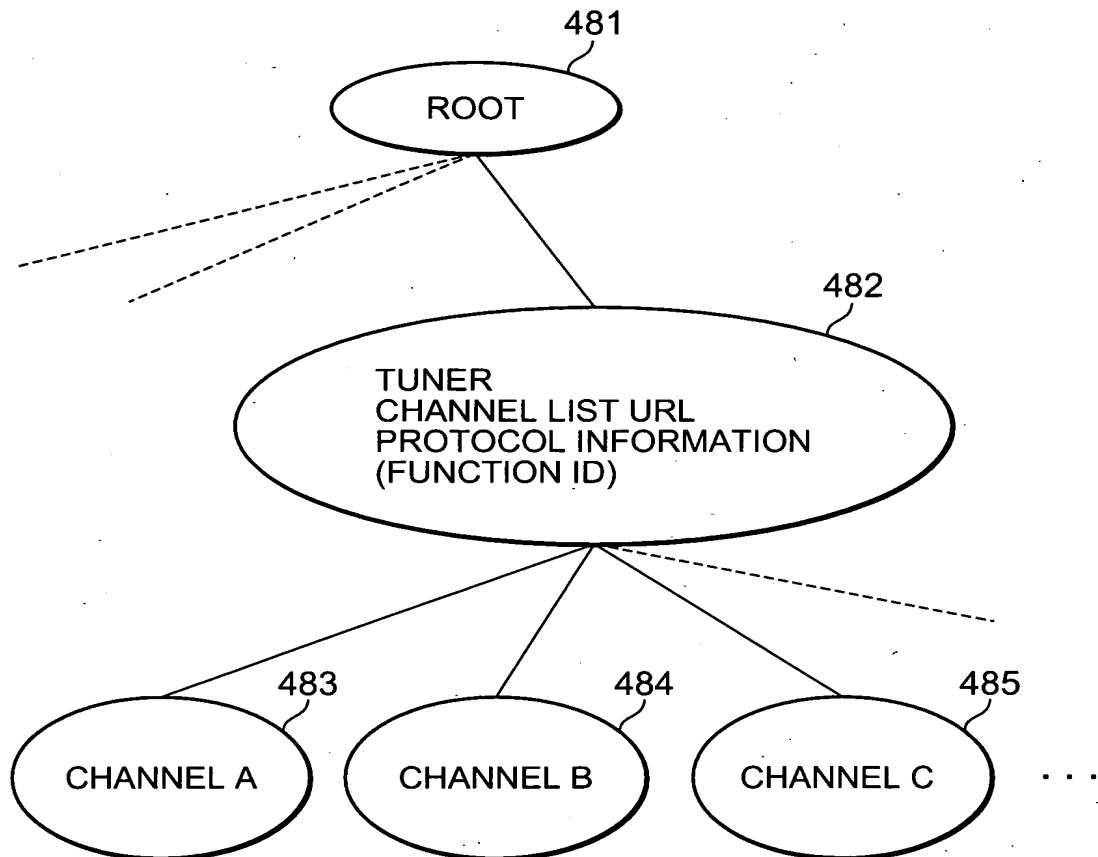 481
ROOT
482
TUNER
CHANNEL LIST URL
PROTOCOL INFORMATION
(FUNCTION ID)
483
484
485
CHANNEL A
CHANNEL B
CHANNEL C
...